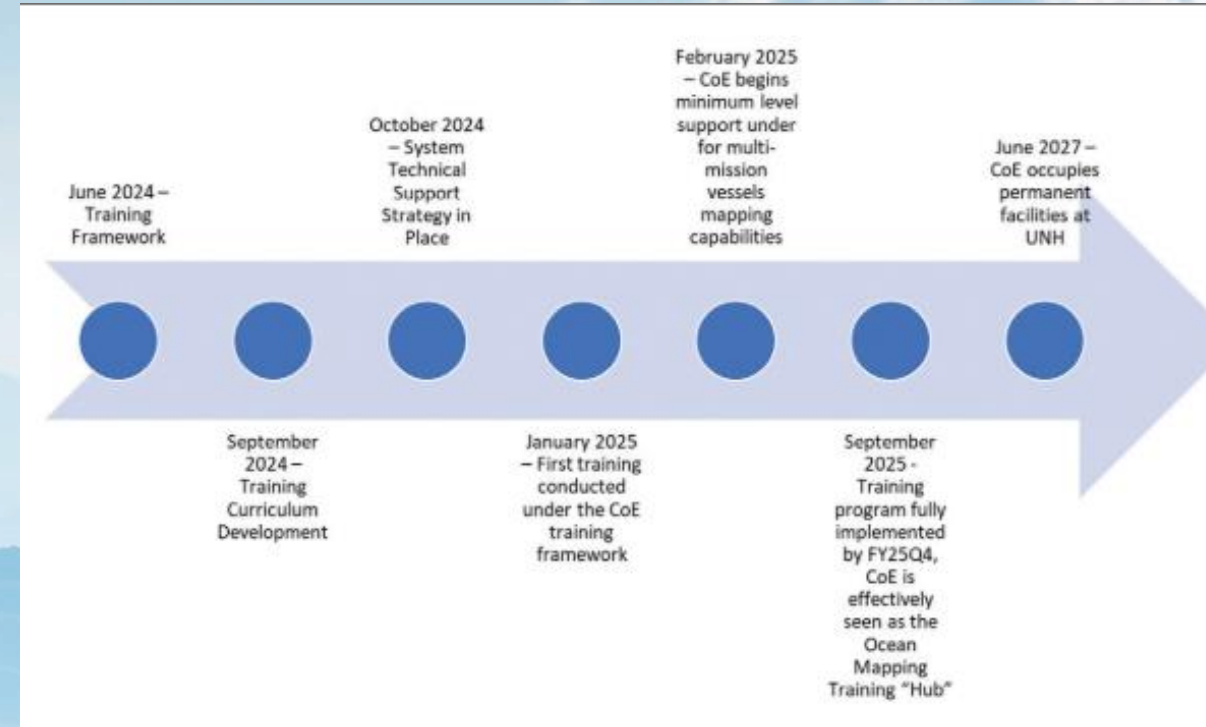 June 2024 –
Training
Framework
September
2024 –
Training
Curriculum
Development
October 2024
– System
Technical
Support
Strategy in
Place
January 2025
– First training
conducted
under the CoE
training
framework
February 2025
– CoE begins
minimum level
support under
for multi-
mission
vessels
mapping
capabilities
September
2025 -
Training
program fully
implemented
by FY25Q4,
CoE is
effectively
seen as the
Ocean
Mapping
Training “Hub”
June 2027 –
CoE occupies
permanent
facilities at
UNH